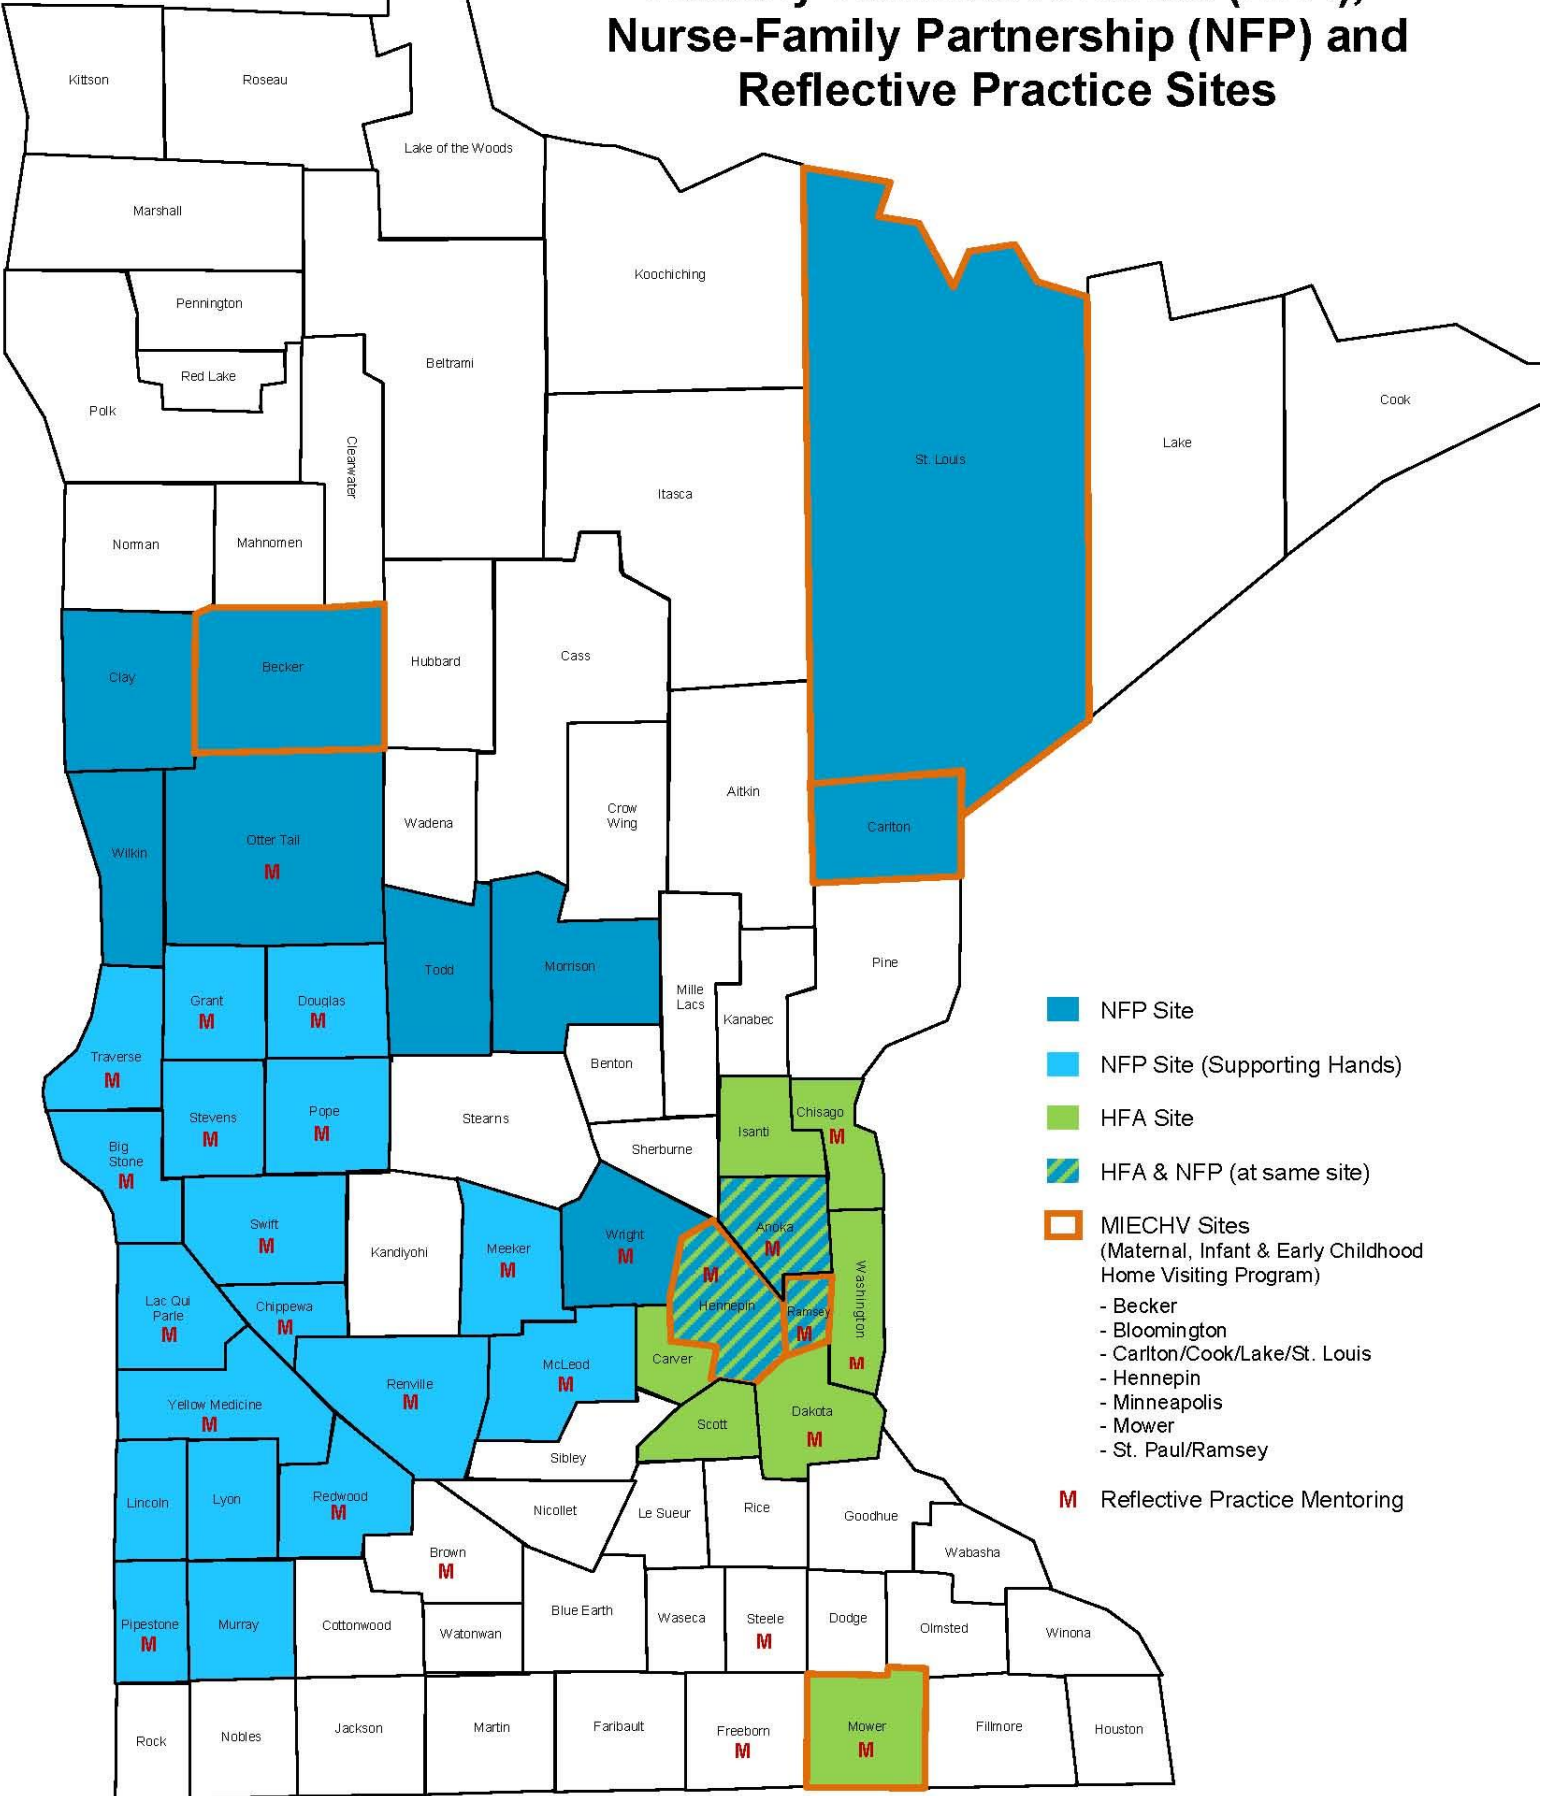 Nurse-Family Partnership (NFP) and
Reflective Practice Sites
Kittson
Roseau
Lake of the Woods
Marshall
Koochiching
Pennington
Beltrami
Red Lake
Polk
Cook
Clearwater
Lake
St. Louis
Itasca
Norman
Mahnomen
Clay
Becker
Hubbard
Cass
Wilkin
Otter Tail
M
Wadena
Crow
Wing
Aitkin
Carlton
Todd
Morrison
Mille
Lacs
Pine
Kanabec
Grant
M
Douglas
M
Traverse
M
Benton
Stevens
M
Pope
M
Stearns
Isanti
Chisago
M
Big
Stone
M
Sherburne
Swift
M
Kandiyohi
Meeker
M
Wright
M
Anoka
M
M
Hennepin
Ramsey
M
Washington
M
Lac Qui
Parle
M
Chippewa
M
Carver
McLeod
M
Renville
M
Yellow Medicine
M
Scott
Dakota
M
Sibley
Lincoln
Lyon
Redwood
M
Nicollet
Le Sueur
Rice
Goodhue
Wabasha
Brown
M
Pipestone
M
Murray
Cottonwood
Watonwan
Blue Earth
Waseca
Steele
M
Dodge
Olmsted
Winona
Rock
Nobles
Jackson
Martin
Faribault
Freeborn
M
Mower
M
Fillmore
Houston
NFP Site
NFP Site (Supporting Hands)
HFA Site
HFA & NFP (at same site)
MIECHV Sites
(Maternal, Infant & Early Childhood
Home Visiting Program)
- Becker
- Bloomington
- Carlton/Cook/Lake/St. Louis
- Hennepin
- Minneapolis
- Mower
- St. Paul/Ramsey
M Reflective Practice Mentoring